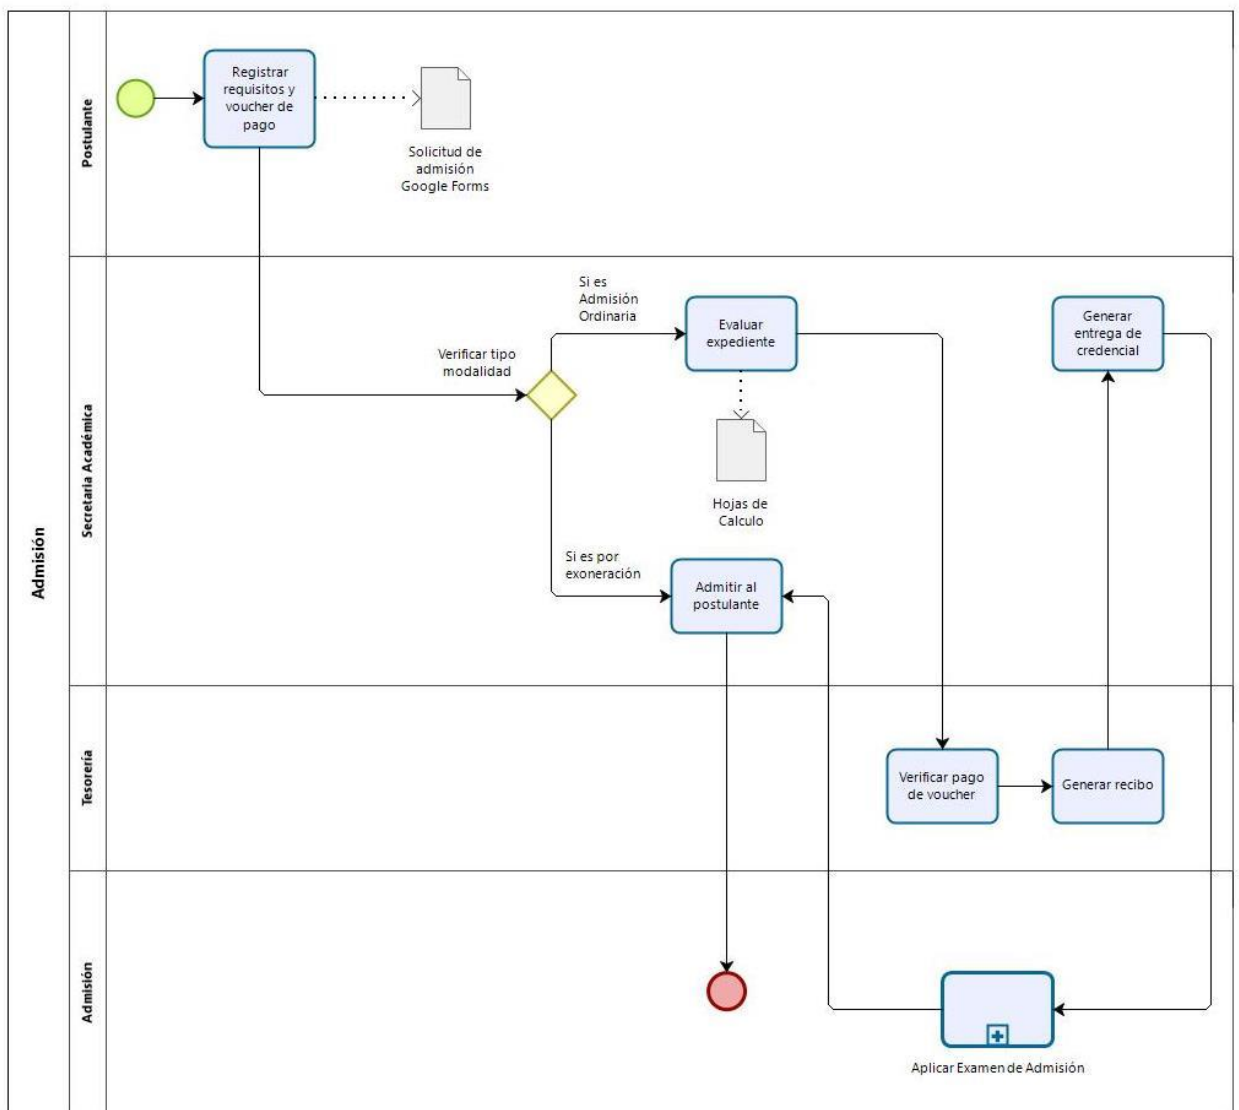 Admisión
Postulante
Registrar
requisitos y
voucher de
pago
Solicitud de
admisión
Google Forms
Secretaria Académica
Verificar tipo
modalidad
Si es
Admisión
Ordinaria
Evaluar
expediente
Generar
entrega de
credencial
Hojas de
Calculo
Si es por
exoneración
Admitir al
postulante
Tesorería
Verificar pago
de voucher
Generar recibo
Admisión
Aplicar Examen de Admisión